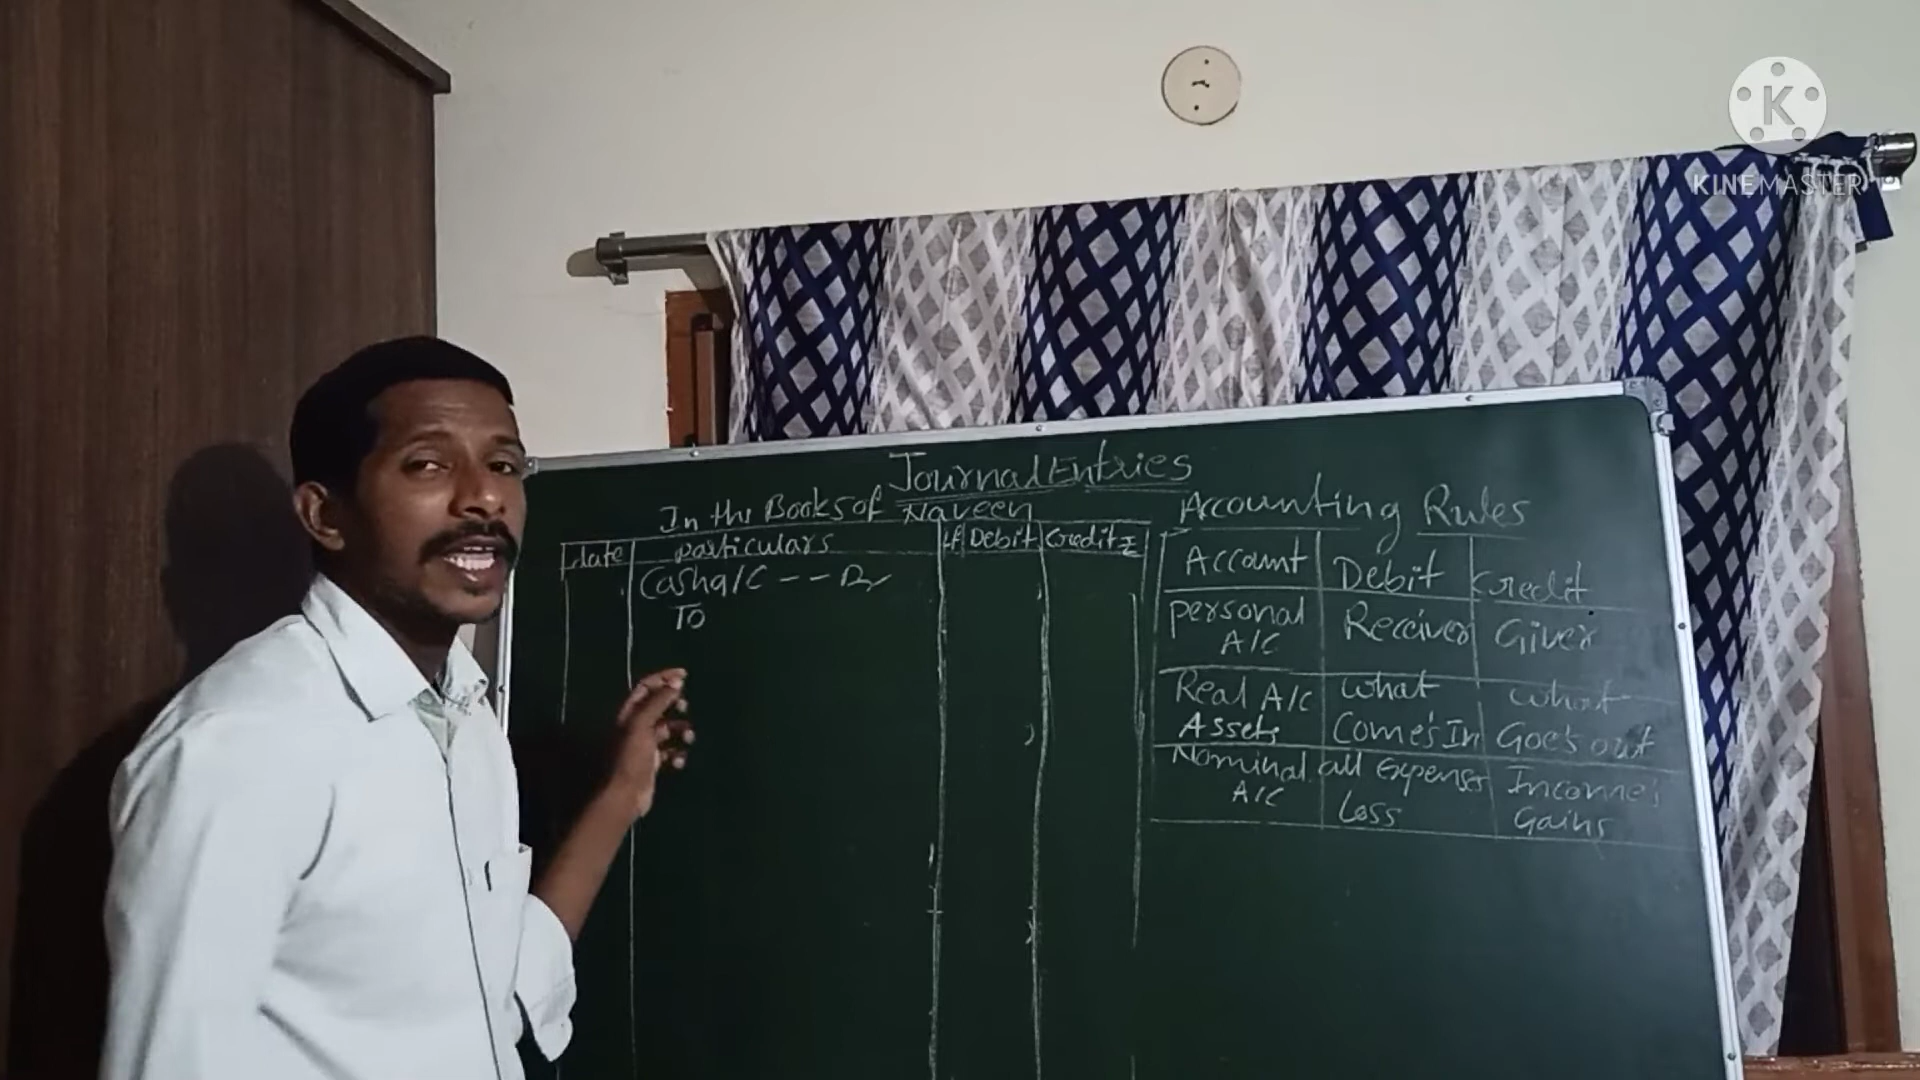 K
KINEMASTER
Journal Entries
In the Books of Naveen
date particulars Lf Debit Credit
Cash a/c -- Dr
To
Accounting Rules
Account Debit Credit
personal A/C Receiver Giver
Real A/C Assets what Come's In what Goe's out
Nominal A/C all expenses Loss Income's Gains